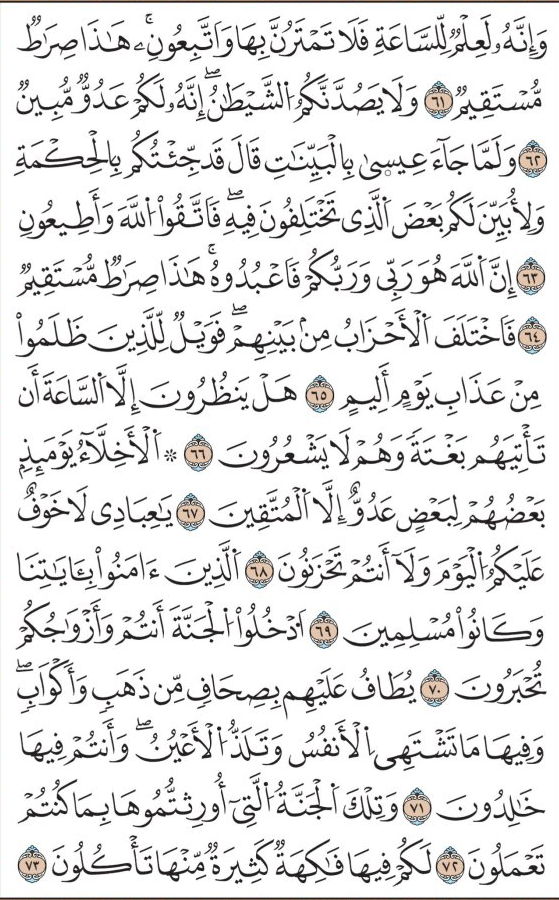 وَإِنَّهُۥ لَعِلْمٌ لِّلسَّاعَةِ فَلَا تَمْتَرُنَّ بِهَا وَاتَّبِعُونِۦۚ هَٰذَا صِرَٰطٌ
مُّسْتَقِيمٌ ٦١ وَلَا يَصُدَّنَّكُمُ الشَّيْطَٰنُۖ إِنَّهُۥ لَكُمْ عَدُوٌّ مُّبِينٌ
٦٢ وَلَمَّا جَآءَ عِيسىٰ بِالْبَيِّنَٰتِ قَالَ قَد جِّئْتُكُم بِالْحِكْمَةِ
وَلِأُبَيِّنَ لَكُم بَعْضَ الَّذِى تَخْتَلِفُونَ فِيهِۖ فَاتَّقُوا۟ اللَّهَ وَأَطِيعُونِ
٦٣ إِنَّ اللَّهَ هُوَ رَبِّى وَرَبُّكُمْ فَاعْبُدُوهُۚ هَٰذَا صِرَٰطٌ مُّسْتَقِيمٌ
٦٤ فَاخْتَلَفَ الْأَحْزَابُ مِنۢ بَيْنِهِمْۖ فَوَيْلٌ لِّلَّذِينَ ظَلَمُوا۟
مِنْ عَذَابِ يَوْمٍ أَلِيمٍ ٦٥ هَلْ يَنظُرُونَ إِلَّا السَّاعَةَ أَن
تَأْتِيَهُم بَغْتَةً وَهُمْ لَا يَشْعُرُونَ ٦٦ ۞ الْأَخِلَّآءُ يَوْمَئِذٍۭ
بَعْضُهُمْ لِبَعْضٍ عَدُوٌّ إِلَّا الْمُتَّقِينَ ٦٧ يَٰعِبَادِى لَا خَوْفٌ
عَلَيْكُمُ الْيَوْمَ وَلَآ أَنتُمْ تَحْزَنُونَ ٦٨ الَّذِينَ ءَامَنُوا۟ بِـَٔايَٰتِنَا
وَكَانُوا۟ مُسْلِمِينَ ٦٩ ادْخُلُوا۟ الْجَنَّةَ أَنتُمْ وَأَزْوَٰجُكُمْ
تُحْبَرُونَ ٧٠ يُطَافُ عَلَيْهِم بِصِحَافٍ مِّن ذَهَبٍ وَأَكْوَابٍۖ
وَفِيهَا مَا تَشْتَهِى الْأَنفُسُ وَتَلَذُّ الْأَعْيُنُۖ وَأَنتُمْ فِيهَا
خَٰلِدُونَ ٧١ وَتِلْكَ الْجَنَّةُ الَّتِىٓ أُورِثتُّمُوهَا بِمَا كُنتُمْ
تَعْمَلُونَ ٧٢ لَكُمْ فِيهَا فَٰكِهَةٌ كَثِيرَةٌ مِّنْهَا تَأْكُلُونَ ٧٣